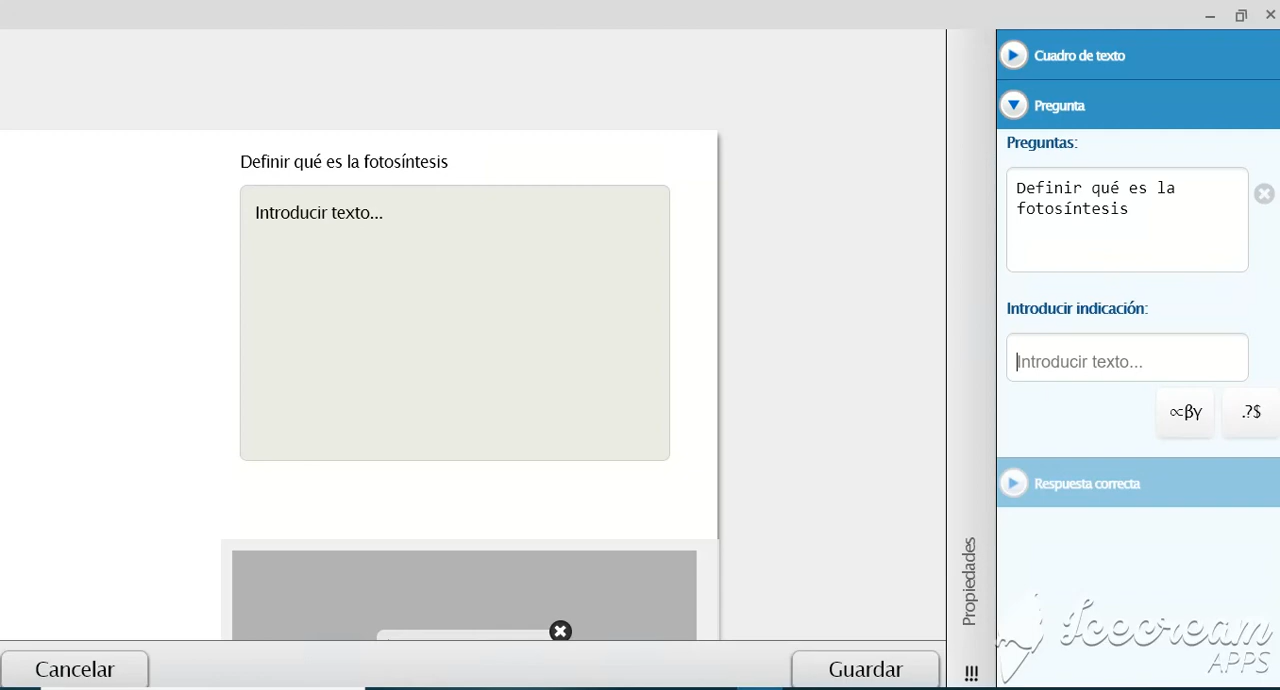 Cuadro de texto
Pregunta
Preguntas:
Definir qué es la
fotosíntesis
Introducir indicación:
Introducir texto...
∝βγ
.?$
Respuesta correcta
Definir qué es la fotosíntesis
Introducir texto...
Propiedades
!!!
Cancelar
Guardar
Icecream
APPS